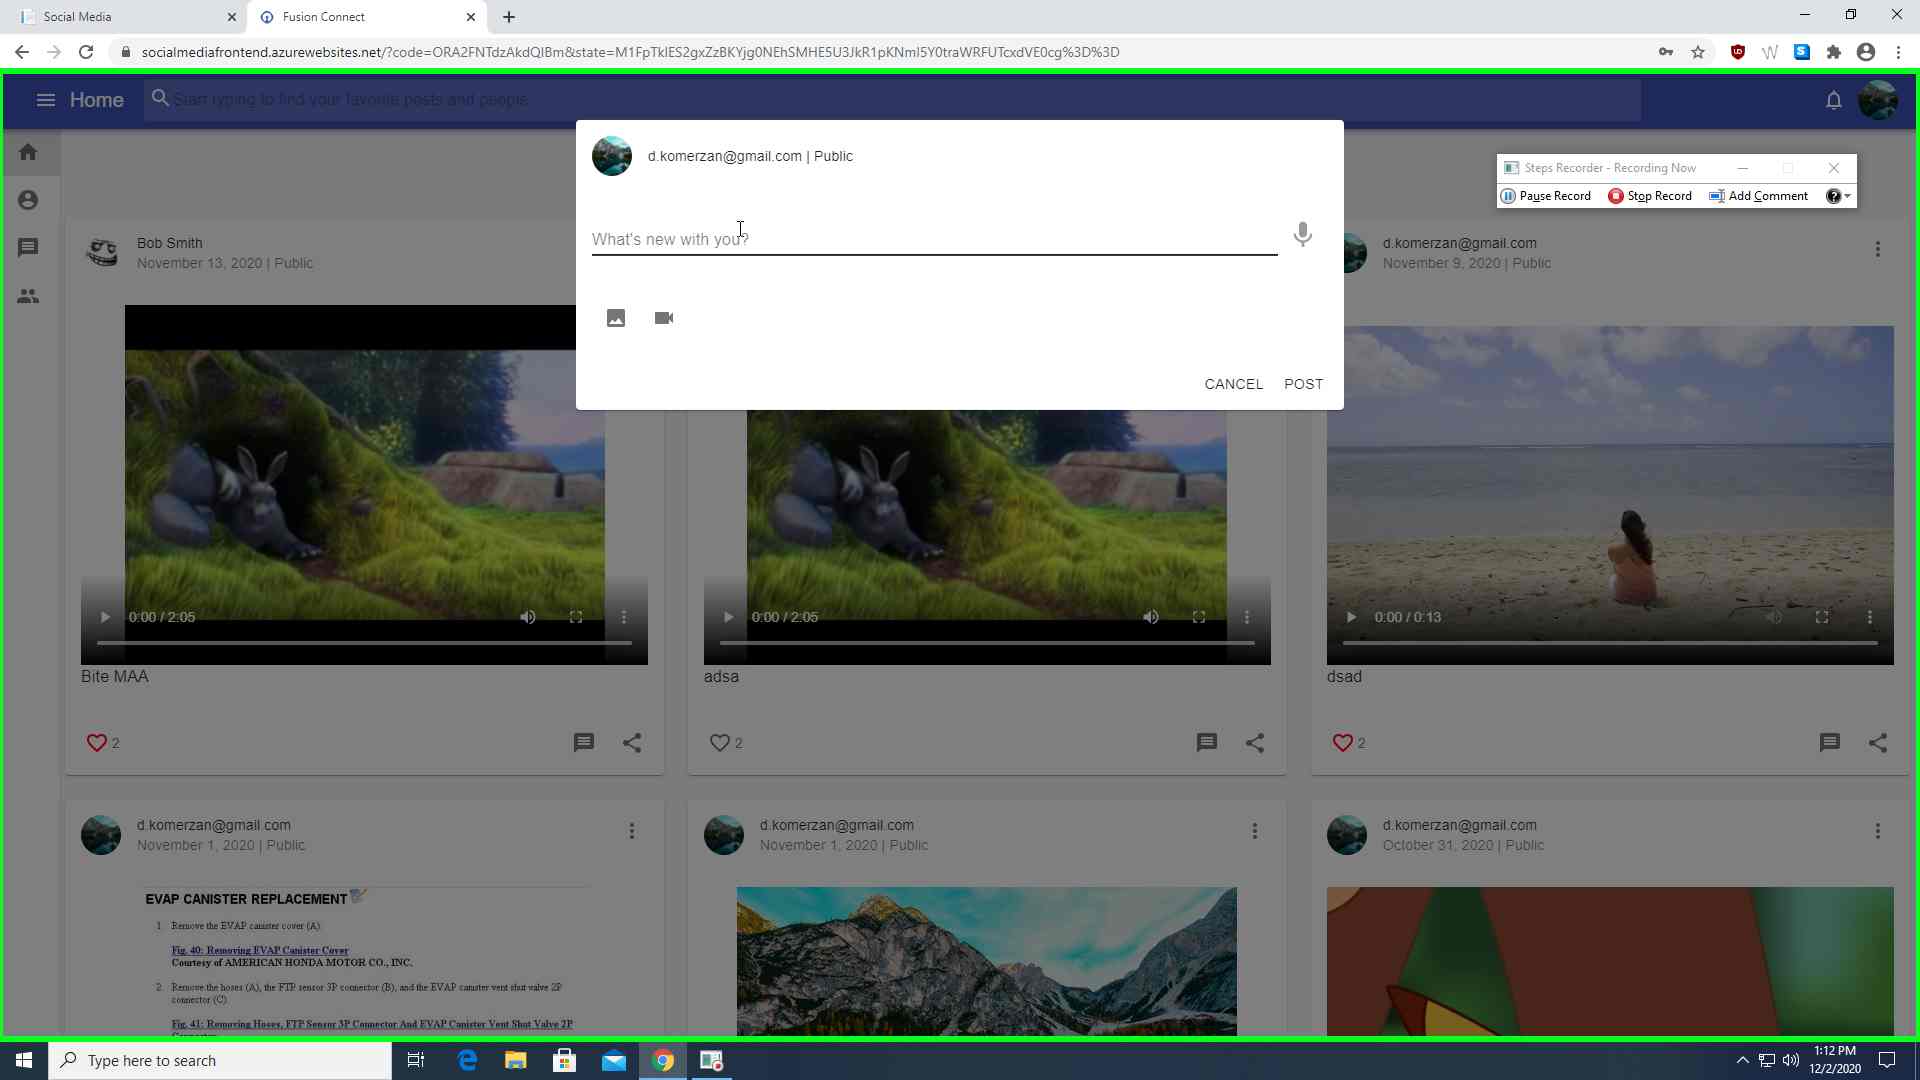 Social Media
Fusion Connect
socialmediafrontend.azurewebsites.net/?code=ORA2FNTdzAkdQIBm&state=M1FpTklES2gxZzBKYjg0NEhSMHE5U3JkR1pKNmI5Y0traWRFUTcxdVE0cg%3D%3D
Home
Start typing to find your favorite posts and people
d.komerzan@gmail.com | Public
What's new with you?
CANCEL POST
Steps Recorder - Recording Now
Pause Record Stop Record Add Comment
Bob Smith
November 13, 2020 | Public
d.komerzan@gmail.com
November 9, 2020 | Public
0:00 / 2:05
0:00 / 2:05
0:00 / 0:13
Bite MAA
adsa
dsad
2
2
2
d.komerzan@gmail.com
November 1, 2020 | Public
d.komerzan@gmail.com
November 1, 2020 | Public
d.komerzan@gmail.com
October 31, 2020 | Public
EVAP CANISTER REPLACEMENT
1. Remove the EVAP canister cover (A).
Fig. 40: Removing EVAP Canister Cover
Courtesy of AMERICAN HONDA MOTOR CO., INC.
2. Remove the hoses (A), the FTP sensor 3P connector (B), and the EVAP canister vent shut valve 2P
connector (C).
Fig. 41: Removing Hoses, FTP Sensor 3P Connector And EVAP Canister Vent Shut Valve 2P
Type here to search
1:12 PM
12/2/2020